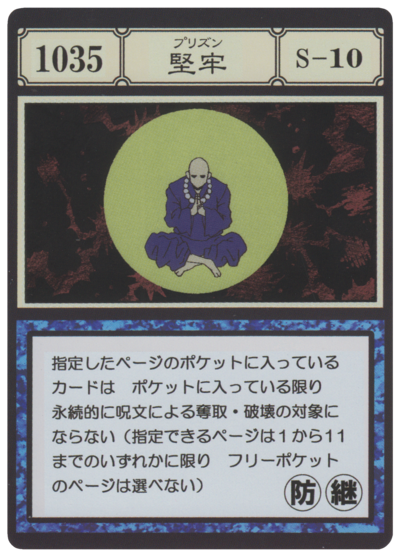 1035
プリズン
堅牢
S-10
指定したページのポケットに入っている
カードは　ポケットに入っている限り
永続的に呪文による奪取・破壊の対象に
ならない（指定できるページは1から11
までのいずれかに限り　フリーポケット
のページは選べない）
防 継